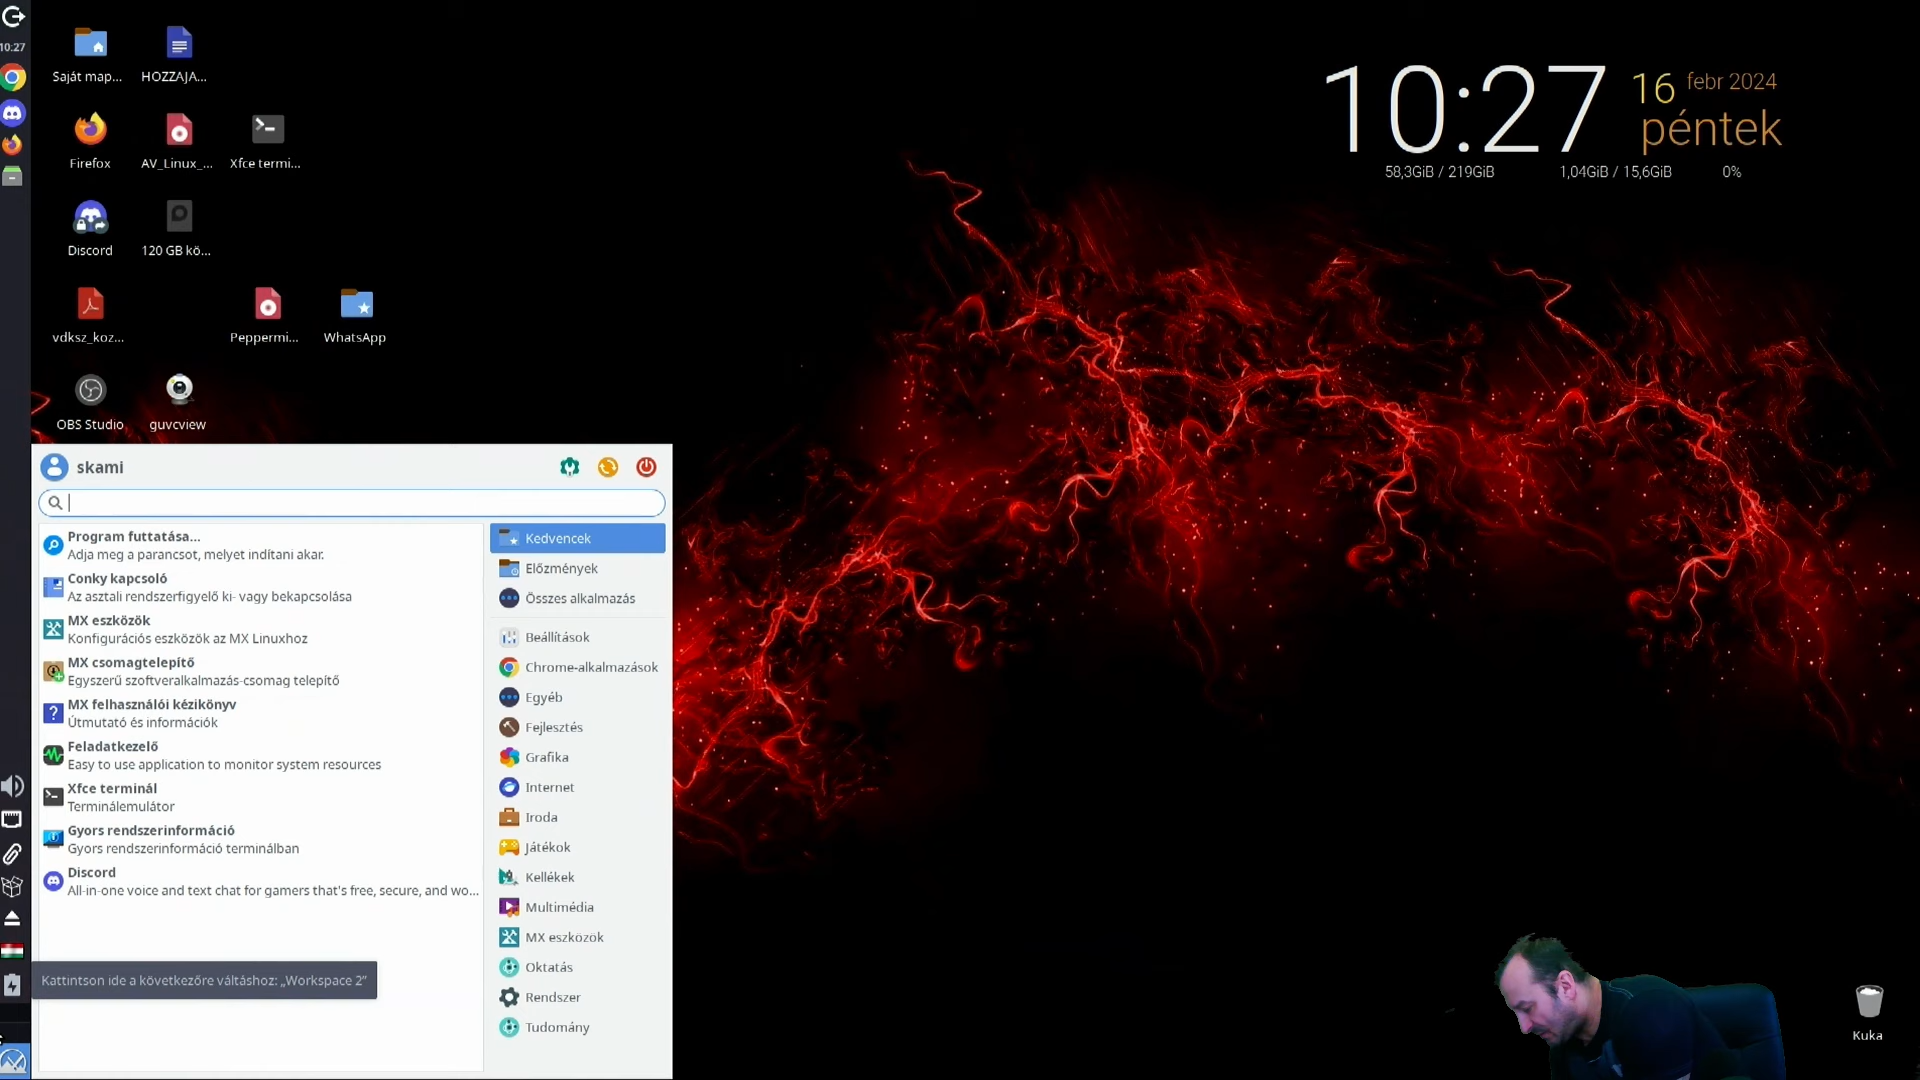 10:27
Saját map...
HOZZAJA...
Firefox
AV_Linux_...
Xfce termi...
Discord
120 GB kö...
vdksz_koz...
Peppermi...
WhatsApp
OBS Studio
guvcview
10:27
16
febr 2024
péntek
58,3GiB / 219GiB
1,04GiB / 15,6GiB
0%
skami
Program futtatása...
Adja meg a parancsot, melyet indítani akar.
Conky kapcsoló
Az asztali rendszerfigyelő ki- vagy bekapcsolása
MX eszközök
Konfigurációs eszközök az MX Linuxhoz
MX csomagtelepítő
Egyszerű szoftveralkalmazás-csomag telepítő
MX felhasználói kézikönyv
Útmutató és információk
Feladatkezelő
Easy to use application to monitor system resources
Xfce terminál
Terminálemulátor
Gyors rendszerinformáció
Gyors rendszerinformáció terminálban
Discord
All-in-one voice and text chat for gamers that's free, secure, and wo...
Kedvencek
Előzmények
Összes alkalmazás
Beállítások
Chrome-alkalmazások
Egyéb
Fejlesztés
Grafika
Internet
Iroda
Játékok
Kellékek
Multimédia
MX eszközök
Oktatás
Rendszer
Tudomány
Kattintson ide a következőre váltáshoz: „Workspace 2”
Kuka